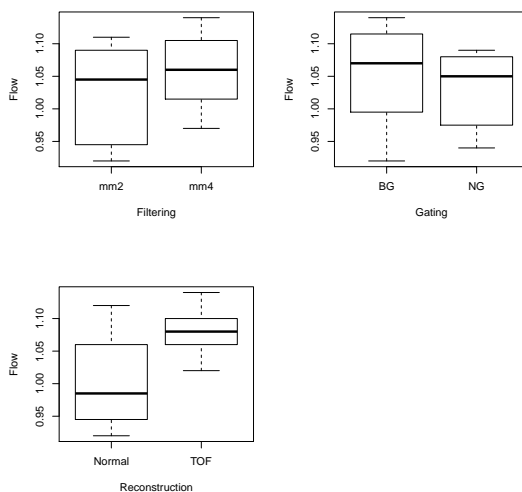 Flow
0.95 1.00 1.05 1.10
mm2 mm4
Filtering
Flow
0.95 1.00 1.05 1.10
BG NG
Gating
Flow
0.95 1.00 1.05 1.10
Normal TOF
Reconstruction